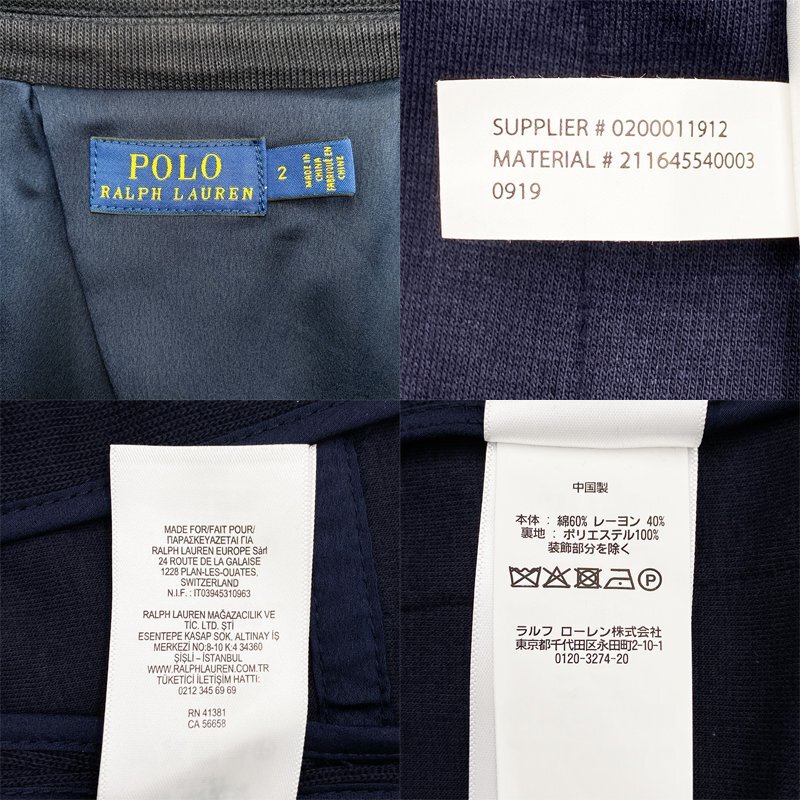 POLO
RALPH LAUREN
2
MADE IN
CHINA
FABRIQUÉ EN
CHINE
SUPPLIER # 0200011912
MATERIAL # 211645540003
0919
MADE FOR/FAIT POUR/
ΠΑΡΑΣΚΕΥΑΖΕΤΑΙ ΓΙΑ
RALPH LAUREN EUROPE Sàrl
24 ROUTE DE LA GALAISE
1228 PLAN-LES-OUATES,
SWITZERLAND
N.I.F. : IT03945310963
RALPH LAUREN MAĞAZACILIK VE
TİC. LTD. ŞTİ
ESENTEPE KASAP SOK. ALTINAY İŞ
MERKEZİ NO:8-10 K:4 34360
ŞİŞLİ – İSTANBUL
WWW.RALPHLAUREN.COM.TR
TÜKETİCİ İLETİŞİM HATTI:
0212 345 69 69
RN 41381
CA 56658
中国製
本体 : 綿60% レーヨン 40%
裏地 : ポリエステル100%
装飾部分を除く
ラルフ ローレン株式会社
東京都千代田区永田町2-10-1
0120-3274-20